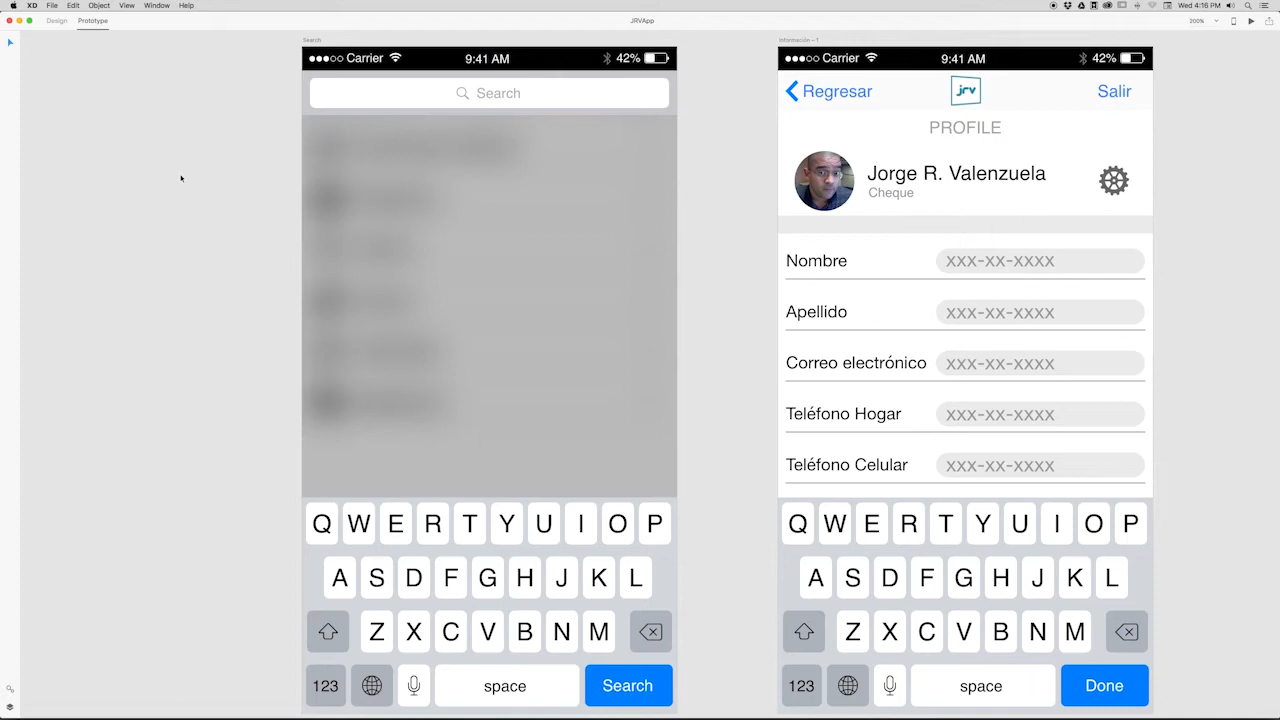 XD File Edit Object View Window Help Wed 4:16 PM
Design Prototype JRVApp 200%
Search
●●●○○ Carrier 9:41 AM 42%
Search
Q W E R T Y U I O P
A S D F G H J K L
Z X C V B N M
123 space Search
Información – 1
●●●○○ Carrier 9:41 AM 42%
Regresar jrv Salir
PROFILE
Jorge R. Valenzuela
Cheque
Nombre XXX-XX-XXXX
Apellido XXX-XX-XXXX
Correo electrónico XXX-XX-XXXX
Teléfono Hogar XXX-XX-XXXX
Teléfono Celular XXX-XX-XXXX
Q W E R T Y U I O P
A S D F G H J K L
Z X C V B N M
123 space Done